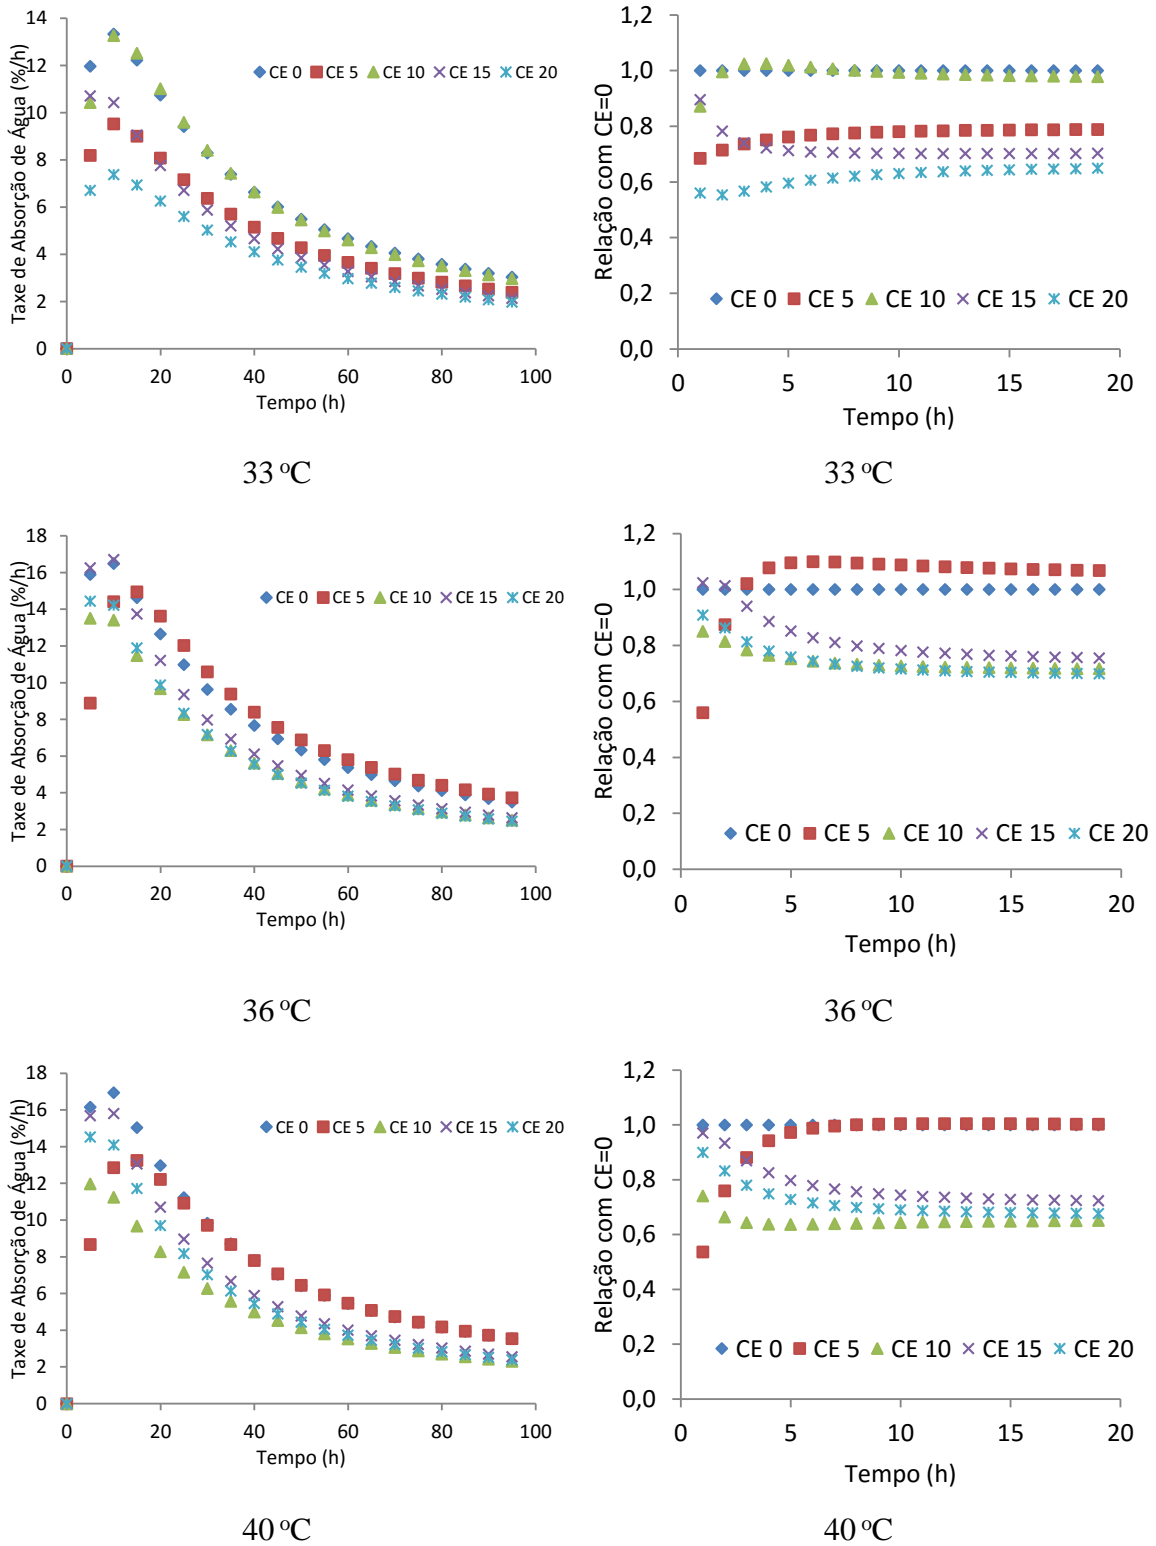 Taxe de Absorção de Água (%/h)
14
12
10
8
6
4
2
0
CE 0 CE 5 CE 10 CE 15 CE 20
0 20 40 60 80 100
Tempo (h)
33 ºC
Relação com CE=0
1,2
1,0
0,8
0,6
0,4
0,2
0,0
CE 0 CE 5 CE 10 CE 15 CE 20
0 5 10 15 20
Tempo (h)
33 ºC
Taxe de Absorção de Água (%/h)
18
16
14
12
10
8
6
4
2
0
CE 0 CE 5 CE 10 CE 15 CE 20
0 20 40 60 80 100
Tempo (h)
36 ºC
Relação com CE=0
1,2
1,0
0,8
0,6
0,4
0,2
0,0
CE 0 CE 5 CE 10 CE 15 CE 20
0 5 10 15 20
Tempo (h)
36 ºC
Taxe de Absorção de Água (%/h)
18
16
14
12
10
8
6
4
2
0
CE 0 CE 5 CE 10 CE 15 CE 20
0 20 40 60 80 100
Tempo (h)
40 ºC
Relação com CE=0
1,2
1,0
0,8
0,6
0,4
0,2
0,0
CE 0 CE 5 CE 10 CE 15 CE 20
0 5 10 15 20
Tempo (h)
40 ºC